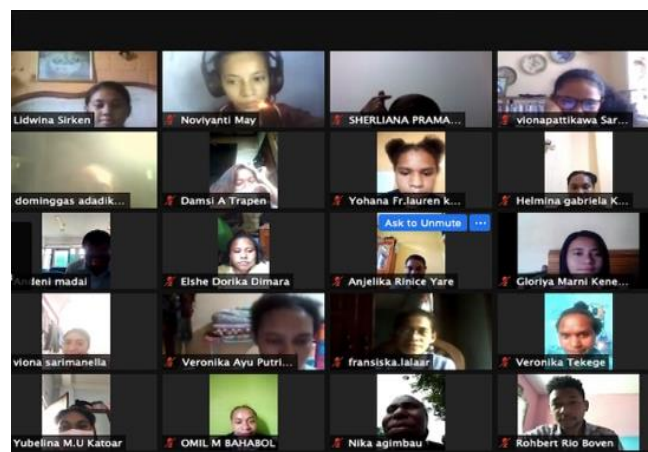 Lidwina Sirken
Noviyanti May
SHERLIANA PRAMA...
vionapattikawa Sar...
dominggas adadik...
Damsi A Trapen
Yohana Fr.lauren k...
Helmina gabriela K...
Ask to Unmute ...
Andeni madai
Elshe Dorika Dimara
Anjelika Rinice Yare
Gloriya Marni Kene...
viona sarimanella
Veronika Ayu Putri...
fransiska.lalaar
Veronika Tekege
Yubelina M.U Katoar
OMIL M BAHABOL
Nika agimbau
Rohbert Rio Boven